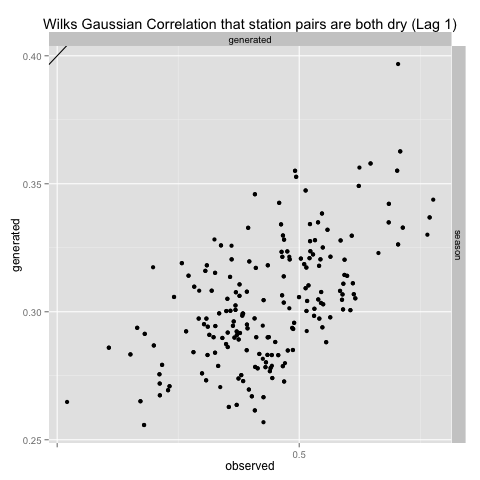 Wilks Gaussian Correlation that station pairs are both dry (Lag 1)
generated
0.40
0.35
0.30
0.25
generated
season
0.5
observed